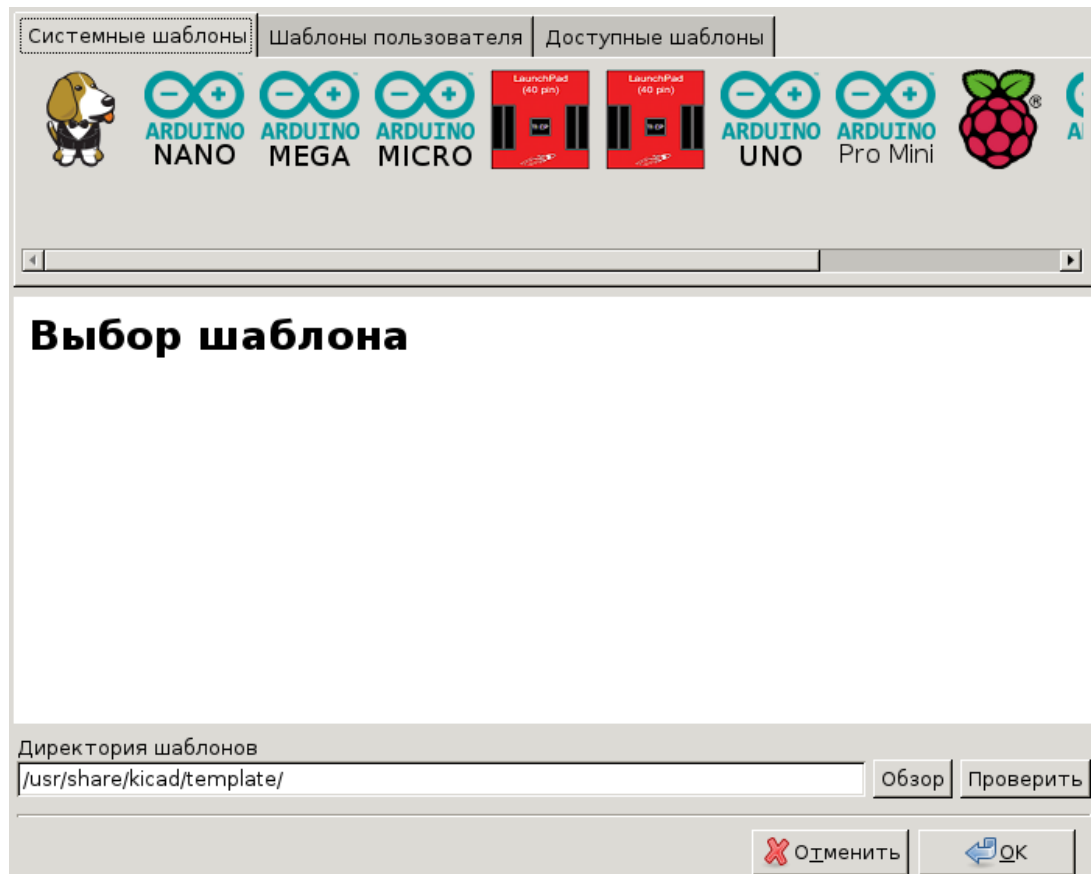 Системные шаблоны
Шаблоны пользователя
Доступные шаблоны
LaunchPad
(40 pin)
LaunchPad
(40 pin)
ARDUINO ARDUINO ARDUINO ARDUINO ARDUINO ®
NANO MEGA MICRO UNO Pro Mini
Выбор шаблона
Директория шаблонов
/usr/share/kicad/template/
Обзор
Проверить
Отменить
OK